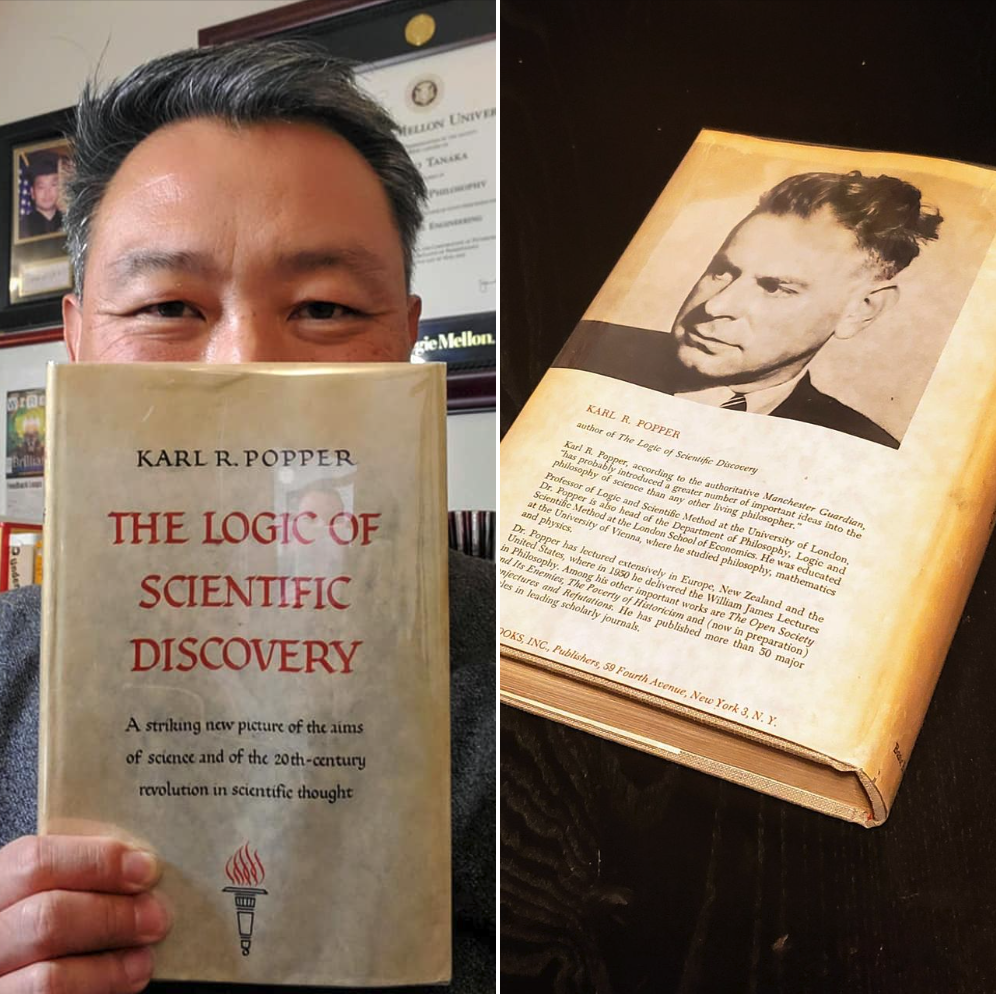 MELLON UNIVER
TANAKA
PHILOSOPHY
ENGINEERING
gie Mellon.
KARL R. POPPER
THE LOGIC OF
SCIENTIFIC
DISCOVERY
A striking new picture of the aims
of science and of the 20th-century
revolution in scientific thought
KARL R. POPPER
author of The Logic of Scientific Discovery
Karl R. Popper, according to the authoritative Manchester Guardian,
"has probably introduced a greater number of important ideas into the
philosophy of science than any other living philosopher."
Professor of Logic and Scientific Method at the University of London,
Dr. Popper is also head of the Department of Philosophy, Logic and
Scientific Method at the London School of Economics. He was educated
at the University of Vienna, where he studied philosophy, mathematics
and physics.
Dr. Popper has lectured extensively in Europe, New Zealand and the
United States, where in 1950 he delivered the William James Lectures
in Philosophy. Among his other important works are The Open Society
nd Its Enemies, The Poverty of Historicism and (now in preparation)
njectures and Refutations. He has published more than 50 major
les in leading scholarly journals.
OOKS, INC., Publishers, 59 Fourth Avenue, New York 3, N. Y.